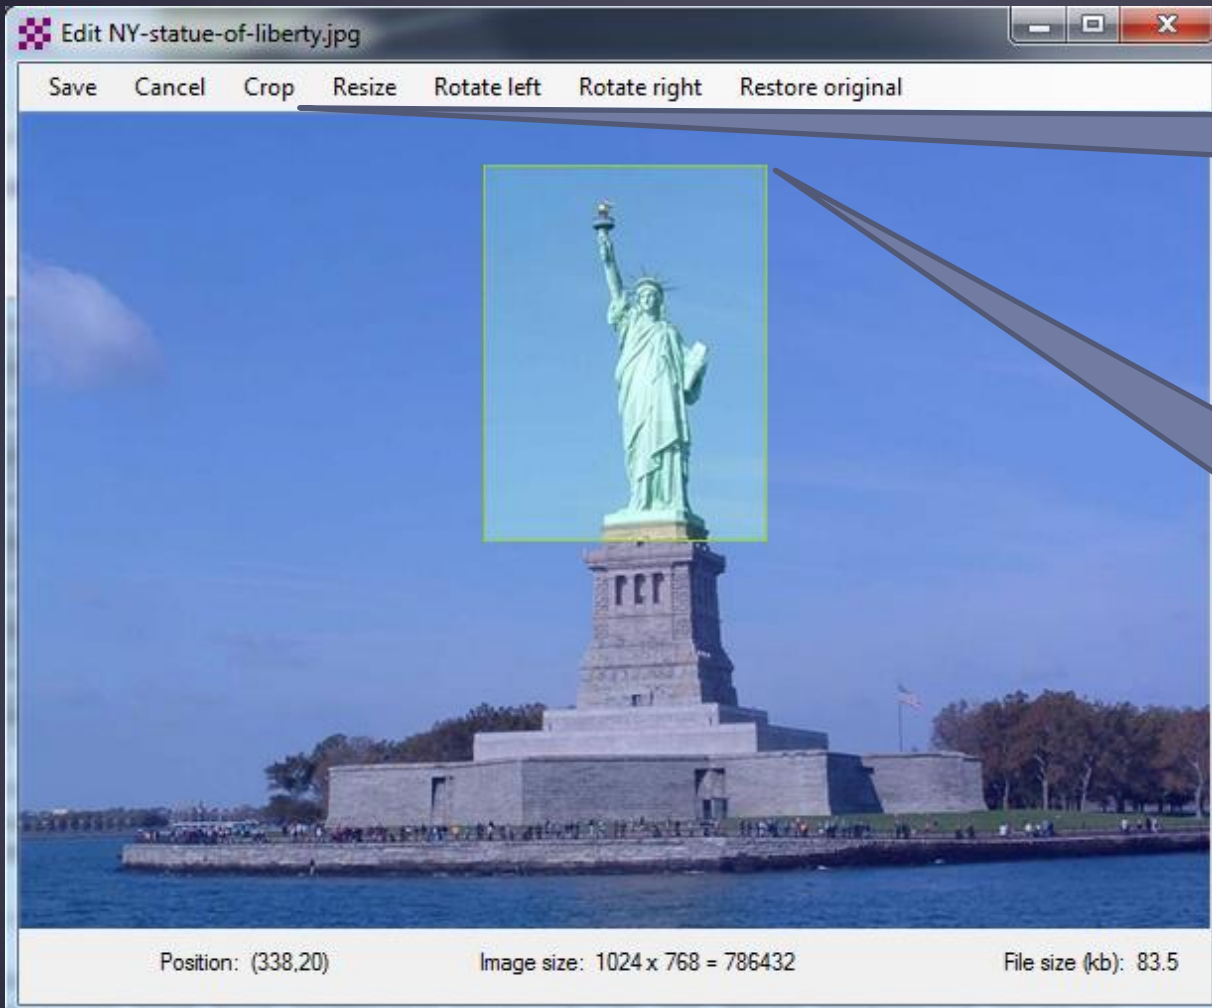 Edit NY-statue-of-liberty.jpg
Save Cancel Crop Resize Rotate left Rotate right Restore original
Position: (338,20) Image size: 1024 x 768 = 786432 File size (kb): 83.5